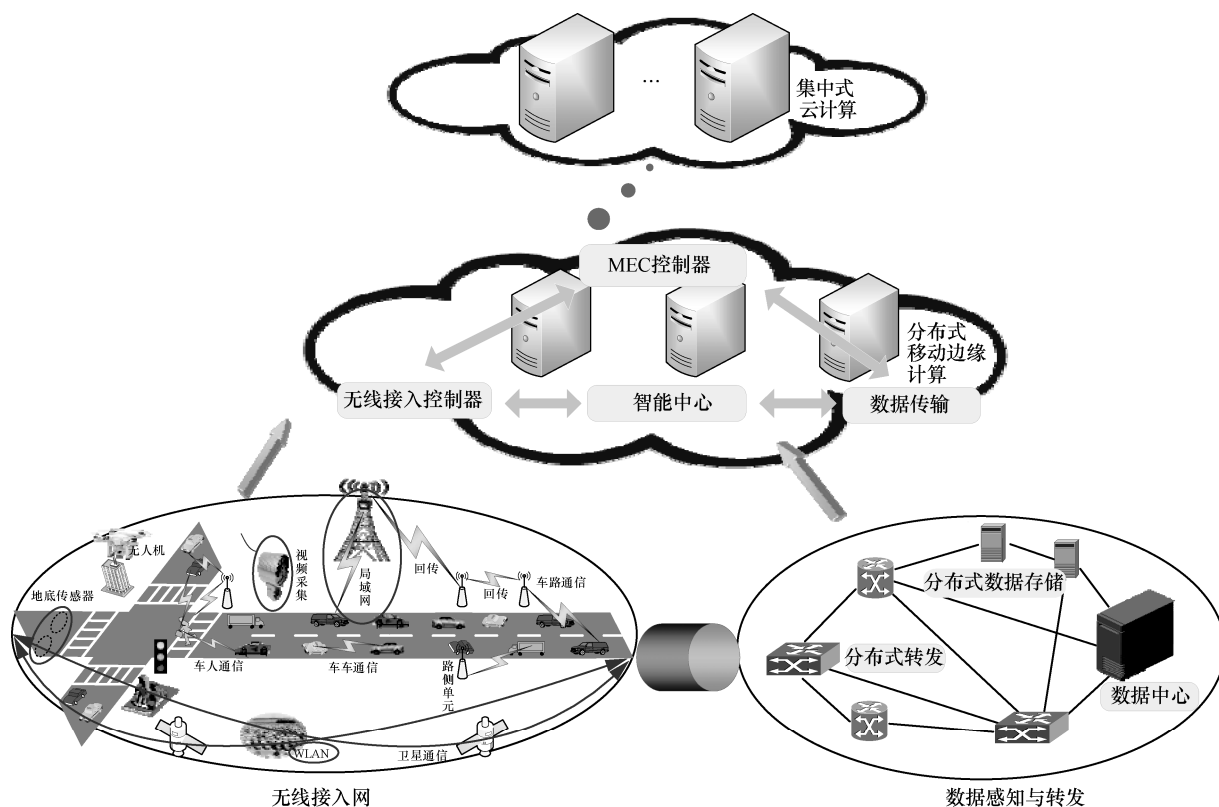 …
集中式
云计算
MEC控制器
分布式
移动边缘
计算
无线接入控制器
智能中心
数据传输
无人机
视频采集
局域网
回传
回传
车路通信
地底传感器
车人通信
车车通信
路侧单元
WLAN
卫星通信
无线接入网
分布式数据存储
分布式转发
数据中心
数据感知与转发